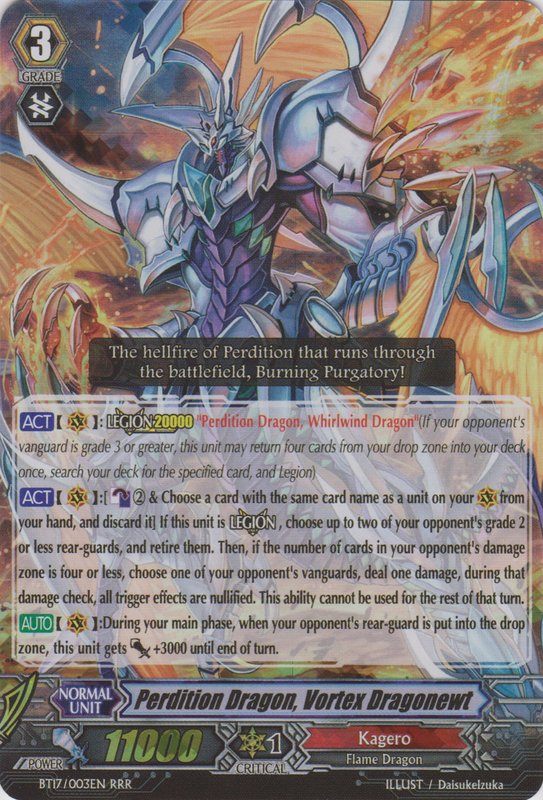 3
GRADE
The hellfire of Perdition that runs through
the battlefield, Burning Purgatory!
ACT【 】: LEGION 20000 "Perdition Dragon, Whirlwind Dragon"(If your opponent's
vanguard is grade 3 or greater, this unit may return four cards from your drop zone into your deck
once, search your deck for the specified card, and Legion)
ACT【 】:[ ② & Choose a card with the same card name as a unit on your from
your hand, and discard it] If this unit is LEGION , choose up to two of your opponent's grade 2
or less rear-guards, and retire them. Then, if the number of cards in your opponent's damage
zone is four or less, choose one of your opponent's vanguards, deal one damage, during that
damage check, all trigger effects are nullified. This ability cannot be used for the rest of that turn.
AUTO【 】:During your main phase, when your opponent's rear-guard is put into the drop
zone, this unit gets +3000 until end of turn.
NORMAL
UNIT
Perdition Dragon, Vortex Dragonewt
POWER
11000
1
CRITICAL
Kagero
Flame Dragon
BT17/003EN RRR
ILLUST / DaisukeIzuka